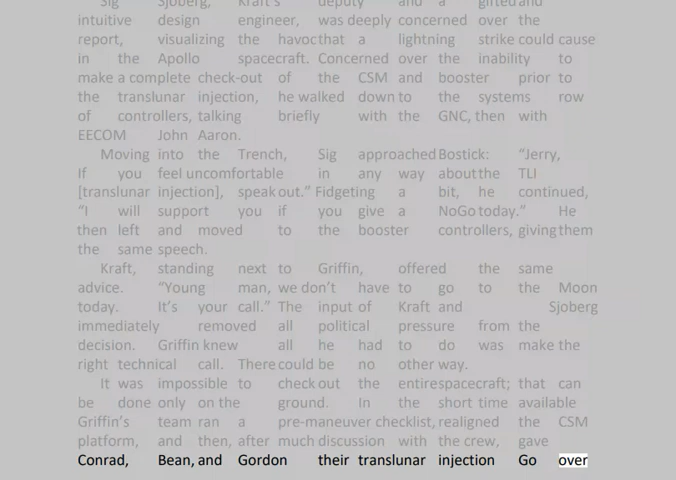 Sig Sjoberg, Kraft's deputy and a gifted and
intuitive design engineer, was deeply concerned over the
report, visualizing the havoc that a lightning strike could cause
in the Apollo spacecraft. Concerned over the inability to
make a complete check-out of the CSM and booster prior to
the translunar injection, he walked down to the systems row
of controllers, talking briefly with the GNC, then with
EECOM John Aaron.
Moving into the Trench, Sig approached Bostick: “Jerry,
If you feel uncomfortable in any way about the TLI
[translunar injection], speak out.” Fidgeting a bit, he continued,
“I will support you if you give a NoGo today.” He
then left and moved to the booster controllers, giving them
the same speech.
Kraft, standing next to Griffin, offered the same
advice. “Young man, we don’t have to go to the Moon
today. It’s your call.” The input of Kraft and Sjoberg
immediately removed all political pressure from the
decision. Griffin knew all he had to do was make the
right technical call. There could be no other way.
It was impossible to check out the entire spacecraft; that can
be done only on the ground. In the short time available
Griffin’s team ran a pre-maneuver checklist, realigned the CSM
platform, and then, after much discussion with the crew, gave
Conrad, Bean, and Gordon their translunar injection Go over